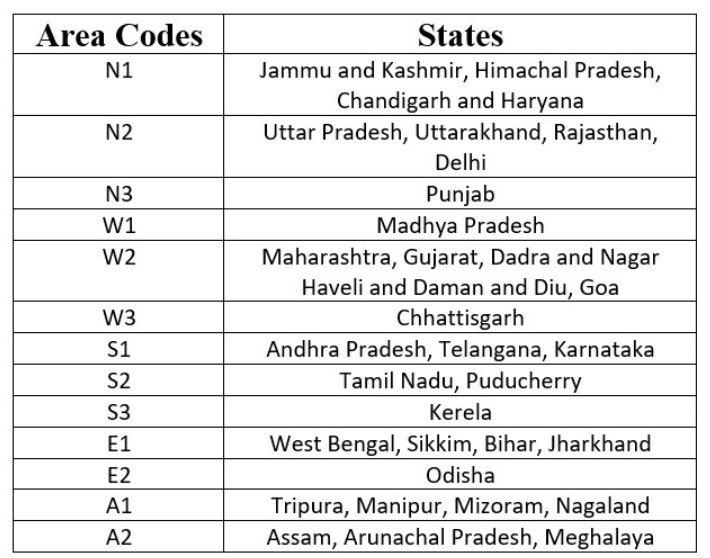 Area Codes States
N1 Jammu and Kashmir, Himachal Pradesh,
Chandigarh and Haryana
N2 Uttar Pradesh, Uttarakhand, Rajasthan,
Delhi
N3 Punjab
W1 Madhya Pradesh
W2 Maharashtra, Gujarat, Dadra and Nagar
Haveli and Daman and Diu, Goa
W3 Chhattisgarh
S1 Andhra Pradesh, Telangana, Karnataka
S2 Tamil Nadu, Puducherry
S3 Kerela
E1 West Bengal, Sikkim, Bihar, Jharkhand
E2 Odisha
A1 Tripura, Manipur, Mizoram, Nagaland
A2 Assam, Arunachal Pradesh, Meghalaya